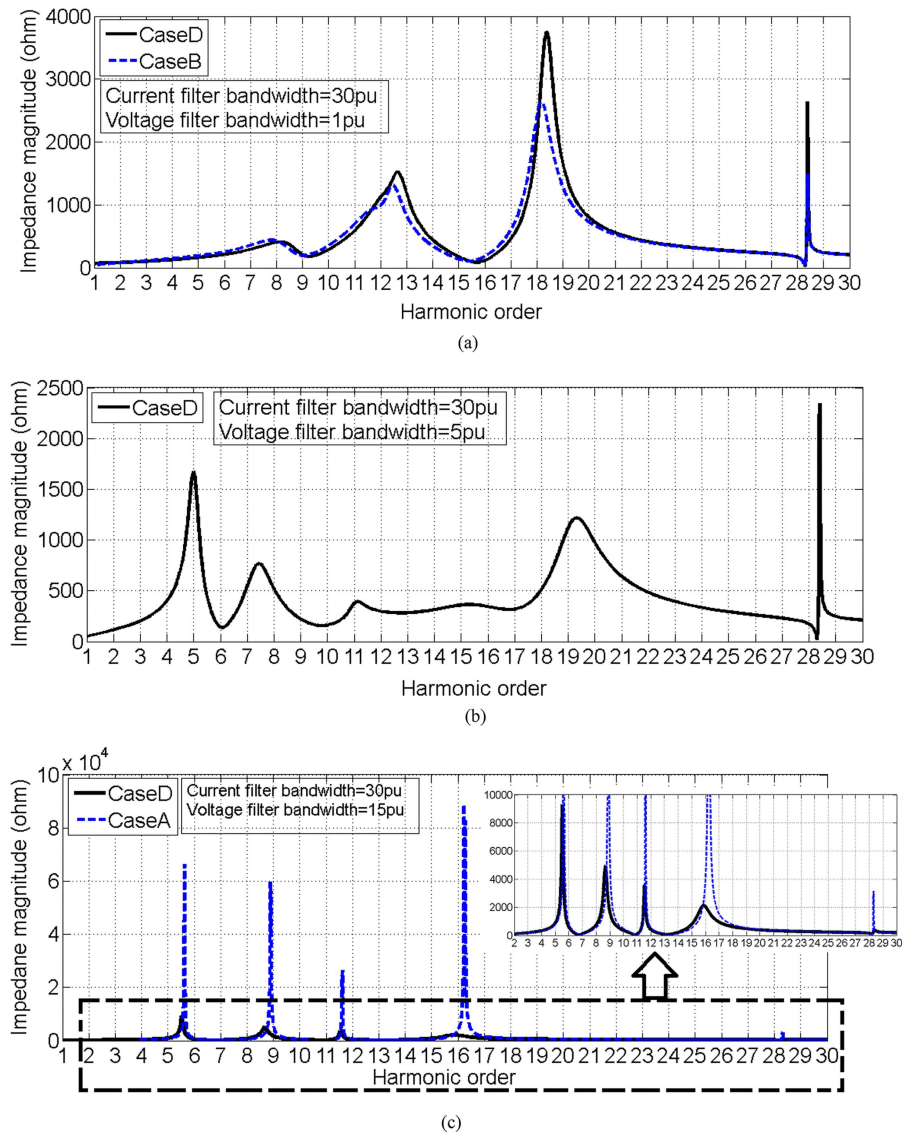 Impedance magnitude (ohm)
4000
3000
2000
1000
0
CaseD
CaseB
Current filter bandwidth=30pu
Voltage filter bandwidth=1pu
1 2 3 4 5 6 7 8 9 10 11 12 13 14 15 16 17 18 19 20 21 22 23 24 25 26 27 28 29 30
Harmonic order
(a)
Impedance magnitude (ohm)
2500
2000
1500
1000
500
0
CaseD
Current filter bandwidth=30pu
Voltage filter bandwidth=5pu
1 2 3 4 5 6 7 8 9 10 11 12 13 14 15 16 17 18 19 20 21 22 23 24 25 26 27 28 29 30
Harmonic order
(b)
Impedane magnitude (ohm)
x 10^4
10
8
6
4
2
0
CaseD
CaseA
Current filter bandwidth=30pu
Voltage filter bandwidth=15pu
10000
8000
6000
4000
2000
0
2 3 4 5 6 7 8 9 10 11 12 13 14 15 16 17 18 19 20 21 22 23 24 25 26 27 28 29 30
1 2 3 4 5 6 7 8 9 10 11 12 13 14 15 16 17 18 19 20 21 22 23 24 25 26 27 28 29 30
Harmonic order
(c)